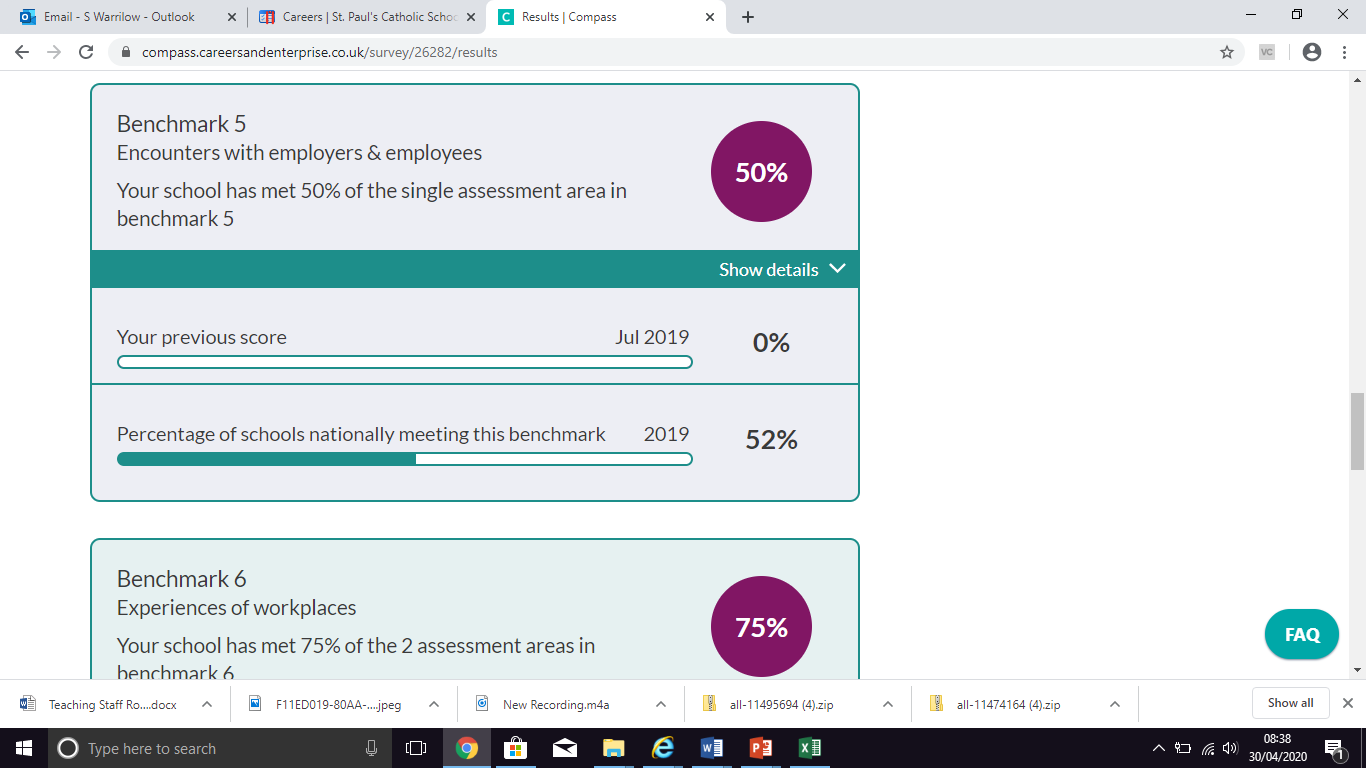 Email - S Warrilow - Outlook
Careers | St. Paul's Catholic Schoo
Results | Compass
compass.careersandenterprise.co.uk/survey/26282/results
VC
Benchmark 5
Encounters with employers & employees
50%
Your school has met 50% of the single assessment area in
benchmark 5
Show details
Your previous score Jul 2019 0%
Percentage of schools nationally meeting this benchmark 2019 52%
Benchmark 6
Experiences of workplaces
75%
Your school has met 75% of the 2 assessment areas in
benchmark 6
FAQ
Teaching Staff Ro....docx
F11ED019-80AA-....jpeg
New Recording.m4a
all-11495694 (4).zip
all-11474164 (4).zip
Show all
Type here to search
08:38
30/04/2020
1